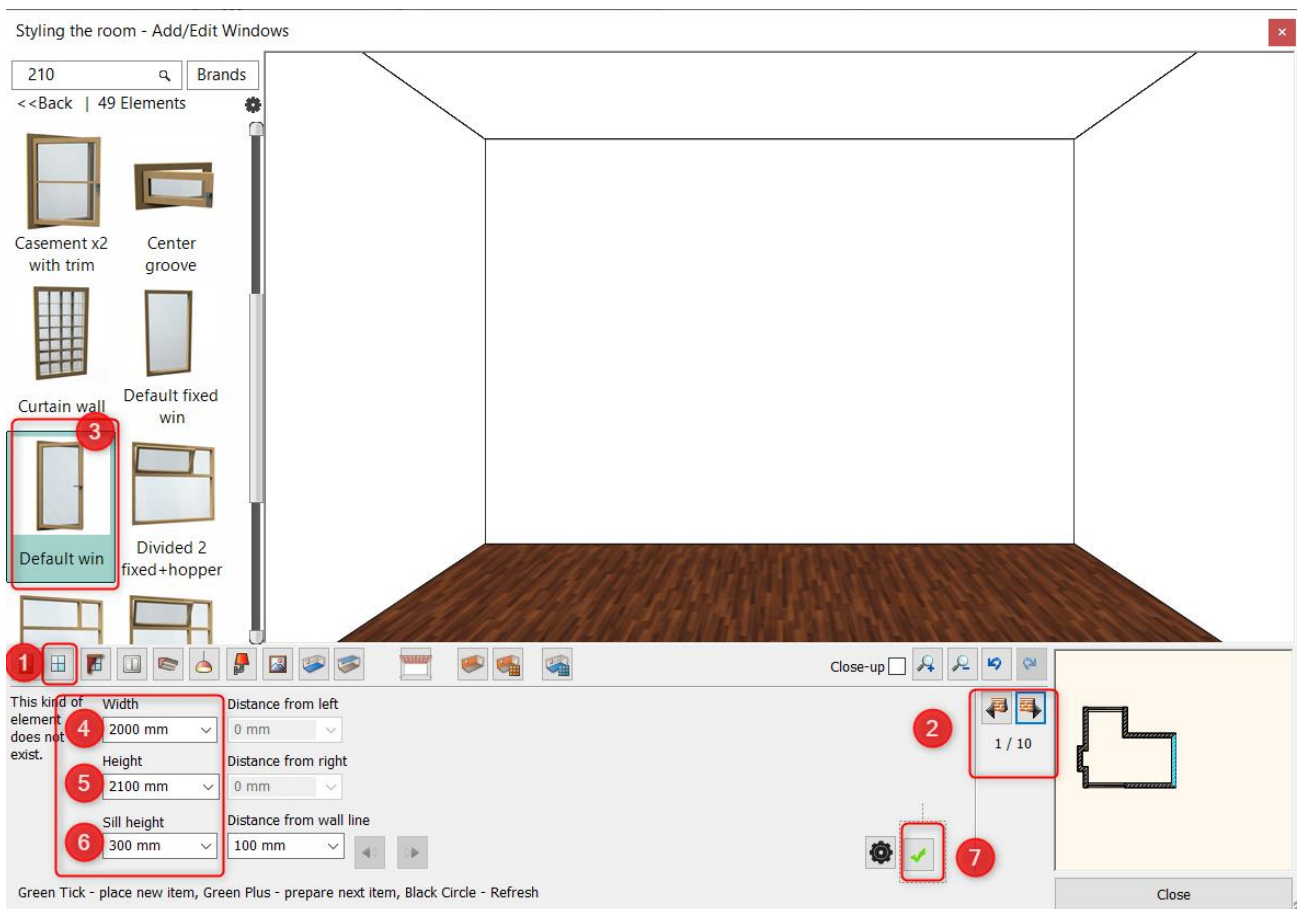 Styling the room - Add/Edit Windows
210
Brands
<<Back | 49 Elements
Casement x2
with trim
Center
groove
Curtain wall
Default fixed
win
3
Default win
Divided 2
fixed+hopper
1
Close-up
This kind of
element
does not
exist.
Width
Distance from left
4
2000 mm
0 mm
2
1 / 10
Height
Distance from right
5
2100 mm
0 mm
Sill height
Distance from wall line
6
300 mm
100 mm
7
Green Tick - place new item, Green Plus - prepare next item, Black Circle - Refresh
Close